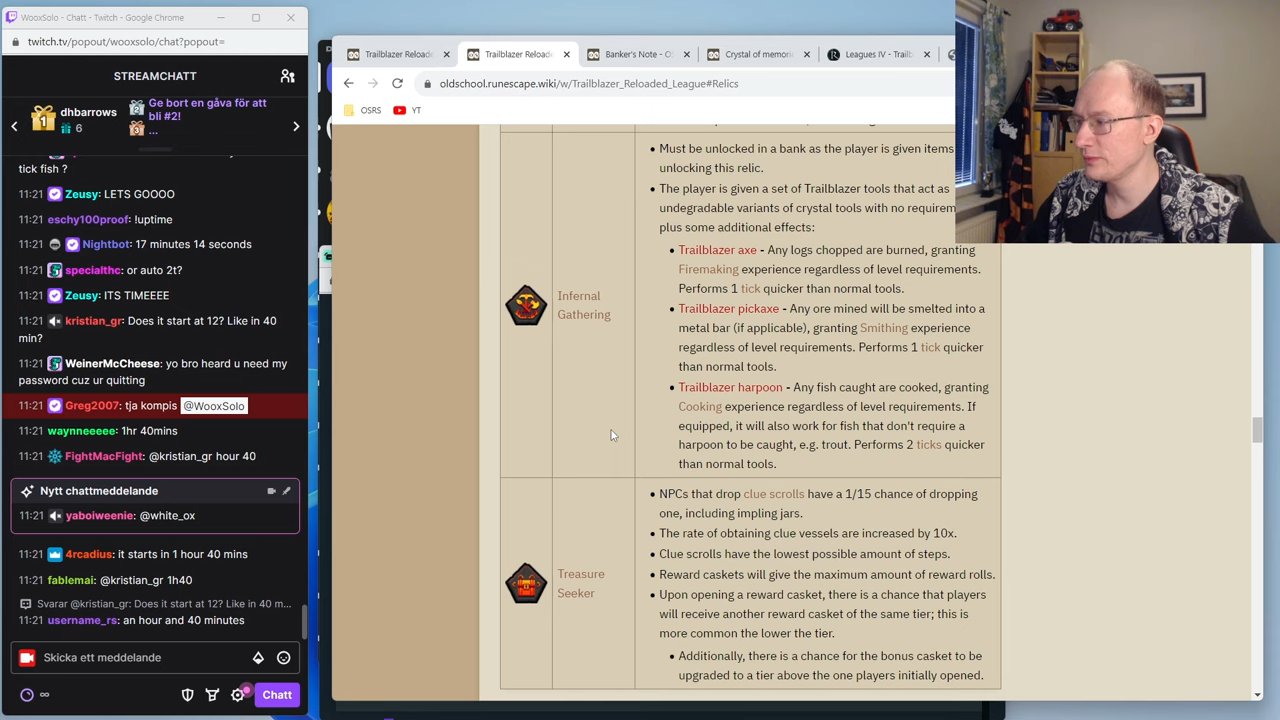 WooxSolo - Chatt - Twitch - Google Chrome
twitch.tv/popout/wooxsolo/chat?popout=
STREAMCHATT
dhbarrows
6
Ge bort en gåva för att
bli #2!
...
tick fish ?
11:21 Zeusy: LETS GOOOO
11:21 eschy100proof: !uptime
11:21 Nightbot: 17 minutes 14 seconds
11:21 specialthc: or auto 2t?
11:21 Zeusy: ITS TIMEEEE
11:21 kristian_gr: Does it start at 12? Like in 40
min?
11:21 WeinerMcCheese: yo bro heard u need my
password cuz ur quitting
11:21 Greg2007: tja kompis @WooxSolo
11:21 waynneeeee: 1hr 40mins
11:21 FightMacFight: @kristian_gr hour 40
Nytt chattmeddelande
11:21 yaboiweenie: @white_ox
11:21 4rcadius: it starts in 1 hour 40 mins
11:21 fablemai: @kristian_gr 1h40
Svarar @kristian_gr: Does it start at 12? Like in 40 m...
11:21 username_rs: an hour and 40 minutes
Skicka ett meddelande
Chatt
Trailblazer Reloade
Trailblazer Reload
Banker's Note - O
Crystal of memori
Leagues IV - Trailb
oldschool.runescape.wiki/w/Trailblazer_Reloaded_League#Relics
OSRS
YT
Infernal
Gathering
Must be unlocked in a bank as the player is given items
unlocking this relic.
The player is given a set of Trailblazer tools that act as
undegradable variants of crystal tools with no requirem
plus some additional effects:
Trailblazer axe - Any logs chopped are burned, granting
Firemaking experience regardless of level requirements.
Performs 1 tick quicker than normal tools.
Trailblazer pickaxe - Any ore mined will be smelted into a
metal bar (if applicable), granting Smithing experience
regardless of level requirements. Performs 1 tick quicker
than normal tools.
Trailblazer harpoon - Any fish caught are cooked, granting
Cooking experience regardless of level requirements. If
equipped, it will also work for fish that don't require a
harpoon to be caught, e.g. trout. Performs 2 ticks quicker
than normal tools.
Treasure
Seeker
NPCs that drop clue scrolls have a 1/15 chance of dropping
one, including impling jars.
The rate of obtaining clue vessels are increased by 10x.
Clue scrolls have the lowest possible amount of steps.
Reward caskets will give the maximum amount of reward rolls.
Upon opening a reward casket, there is a chance that players
will receive another reward casket of the same tier; this is
more common the lower the tier.
Additionally, there is a chance for the bonus casket to be
upgraded to a tier above the one players initially opened.